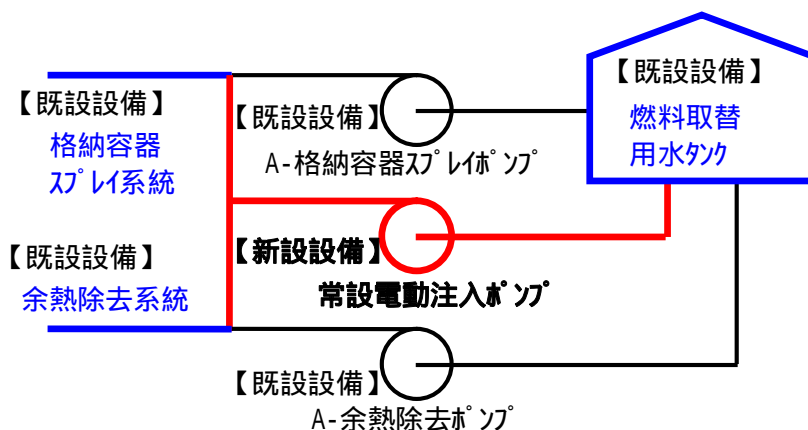 【既設設備】
格納容器
スプレイ系統
【既設設備】
余熱除去系統
【既設設備】
A-格納容器スプレイポンプ
【新設設備】
常設電動注入ポンプ
【既設設備】
A-余熱除去ポンプ
【既設設備】
燃料取替
用水タンク